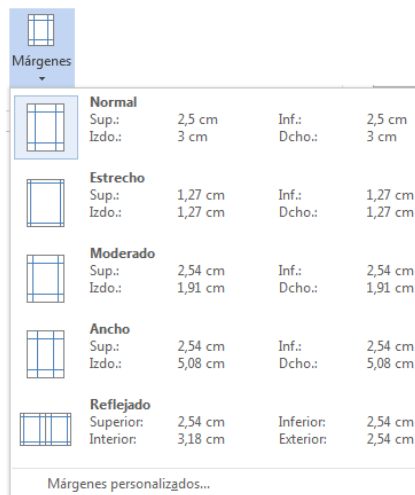 Márgenes
Normal
Sup.: 2,5 cm Inf.: 2,5 cm
Izdo.: 3 cm Dcho.: 3 cm
Estrecho
Sup.: 1,27 cm Inf.: 1,27 cm
Izdo.: 1,27 cm Dcho.: 1,27 cm
Moderado
Sup.: 2,54 cm Inf.: 2,54 cm
Izdo.: 1,91 cm Dcho.: 1,91 cm
Ancho
Sup.: 2,54 cm Inf.: 2,54 cm
Izdo.: 5,08 cm Dcho.: 5,08 cm
Reflejado
Superior: 2,54 cm Inferior: 2,54 cm
Interior: 3,18 cm Exterior: 2,54 cm
Márgenes personalizados...